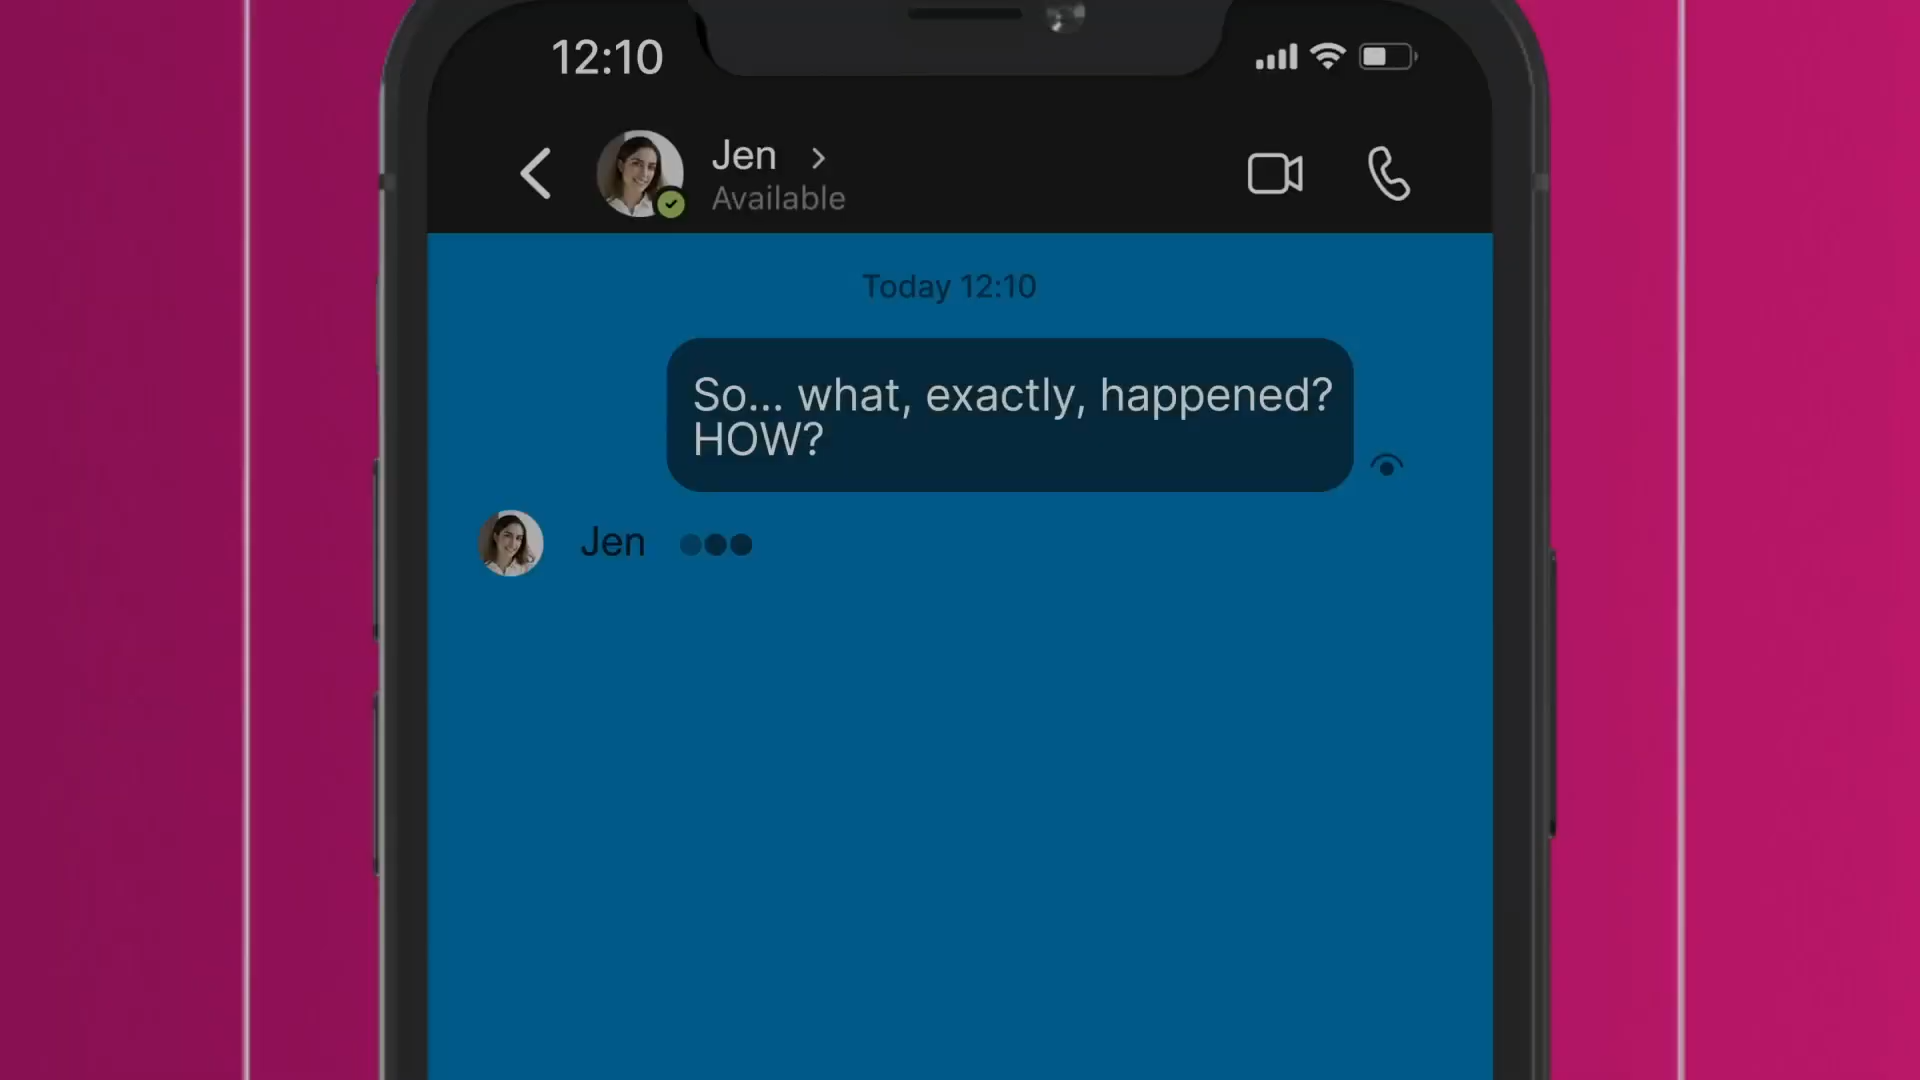 12:10
Jen
Available
Today 12:10
So... what, exactly, happened?
HOW?
Jen